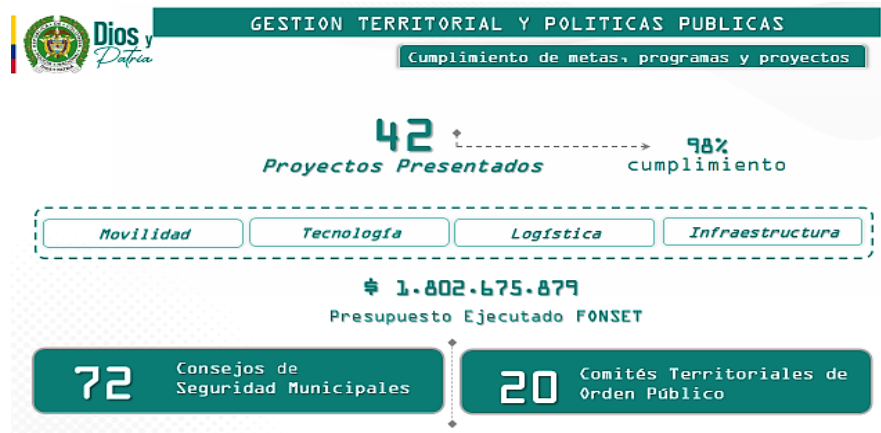 Dios y
Patria
GESTION TERRITORIAL Y POLITICAS PUBLICAS
Cumplimiento de metas, programas y proyectos
42
Proyectos Presentados
98%
cumplimiento
Movilidad
Tecnología
Logística
Infraestructura
$ 1.802.675.879
Presupuesto Ejecutado FONSET
72
Consejos de
Seguridad Municipales
20
Comités Territoriales de
Orden Público